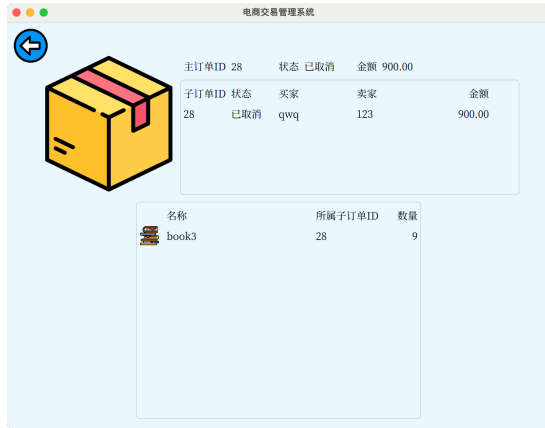 电商交易管理系统
主订单ID 28 状态 已取消 金额 900.00
子订单ID 状态 买家 卖家 金额
28 已取消 qwq 123 900.00
名称 所属子订单ID 数量
book3 28 9